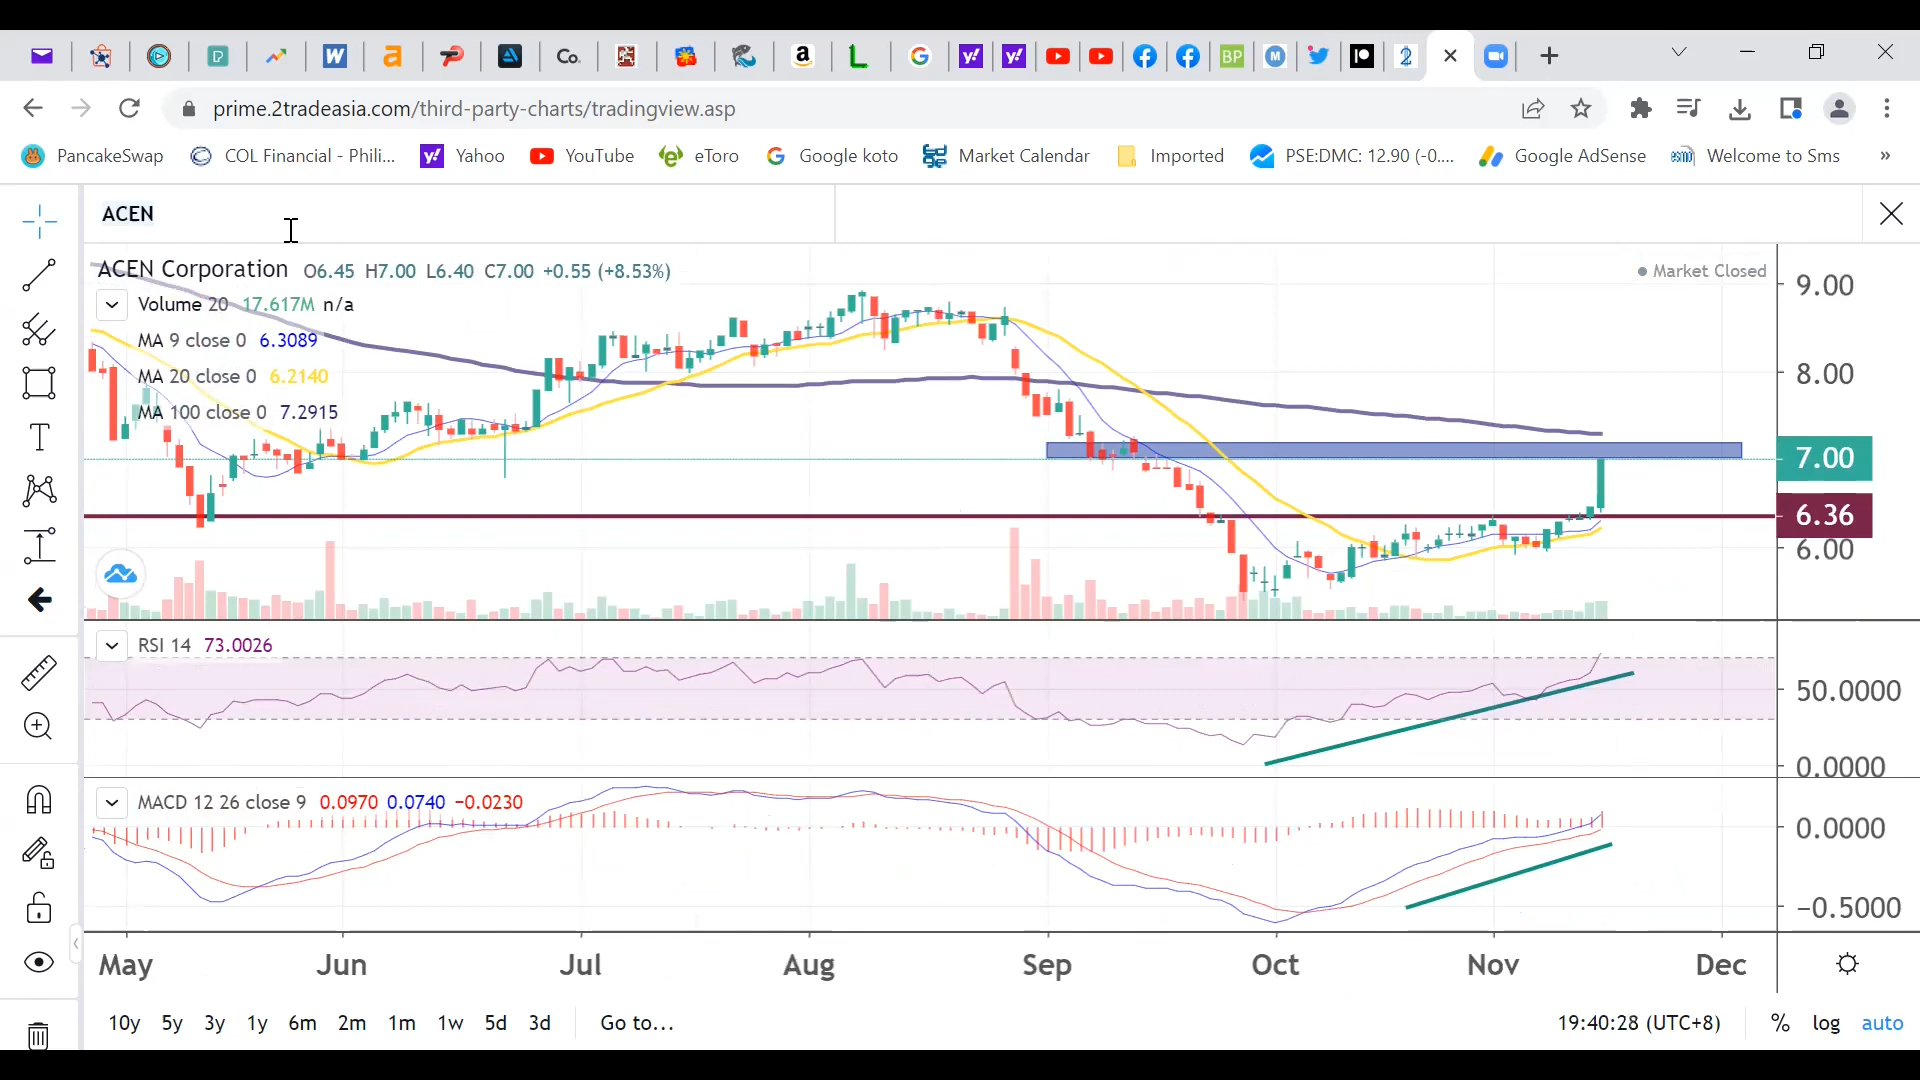 W
a
Co.
a
L
G
y!
y!
BP
M
2
prime.2tradeasia.com/third-party-charts/tradingview.asp
PancakeSwap
COL Financial - Phili...
Yahoo
YouTube
eToro
Google koto
Market Calendar
Imported
PSE:DMC: 12.90 (-0....
Google AdSense
Welcome to Sms
»
ACEN
ACEN Corporation O6.45 H7.00 L6.40 C7.00 +0.55 (+8.53%)
Market Closed
Volume 20 17.617M n/a
MA 9 close 0 6.3089
MA 20 close 0 6.2140
MA 100 close 0 7.2915
9.00
8.00
7.00
6.36
6.00
T
RSI 14 73.0026
50.0000
0.0000
MACD 12 26 close 9 0.0970 0.0740 −0.0230
0.0000
−0.5000
May Jun Jul Aug Sep Oct Nov Dec
10y 5y 3y 1y 6m 2m 1m 1w 5d 3d Go to...
19:40:28 (UTC+8) % log auto